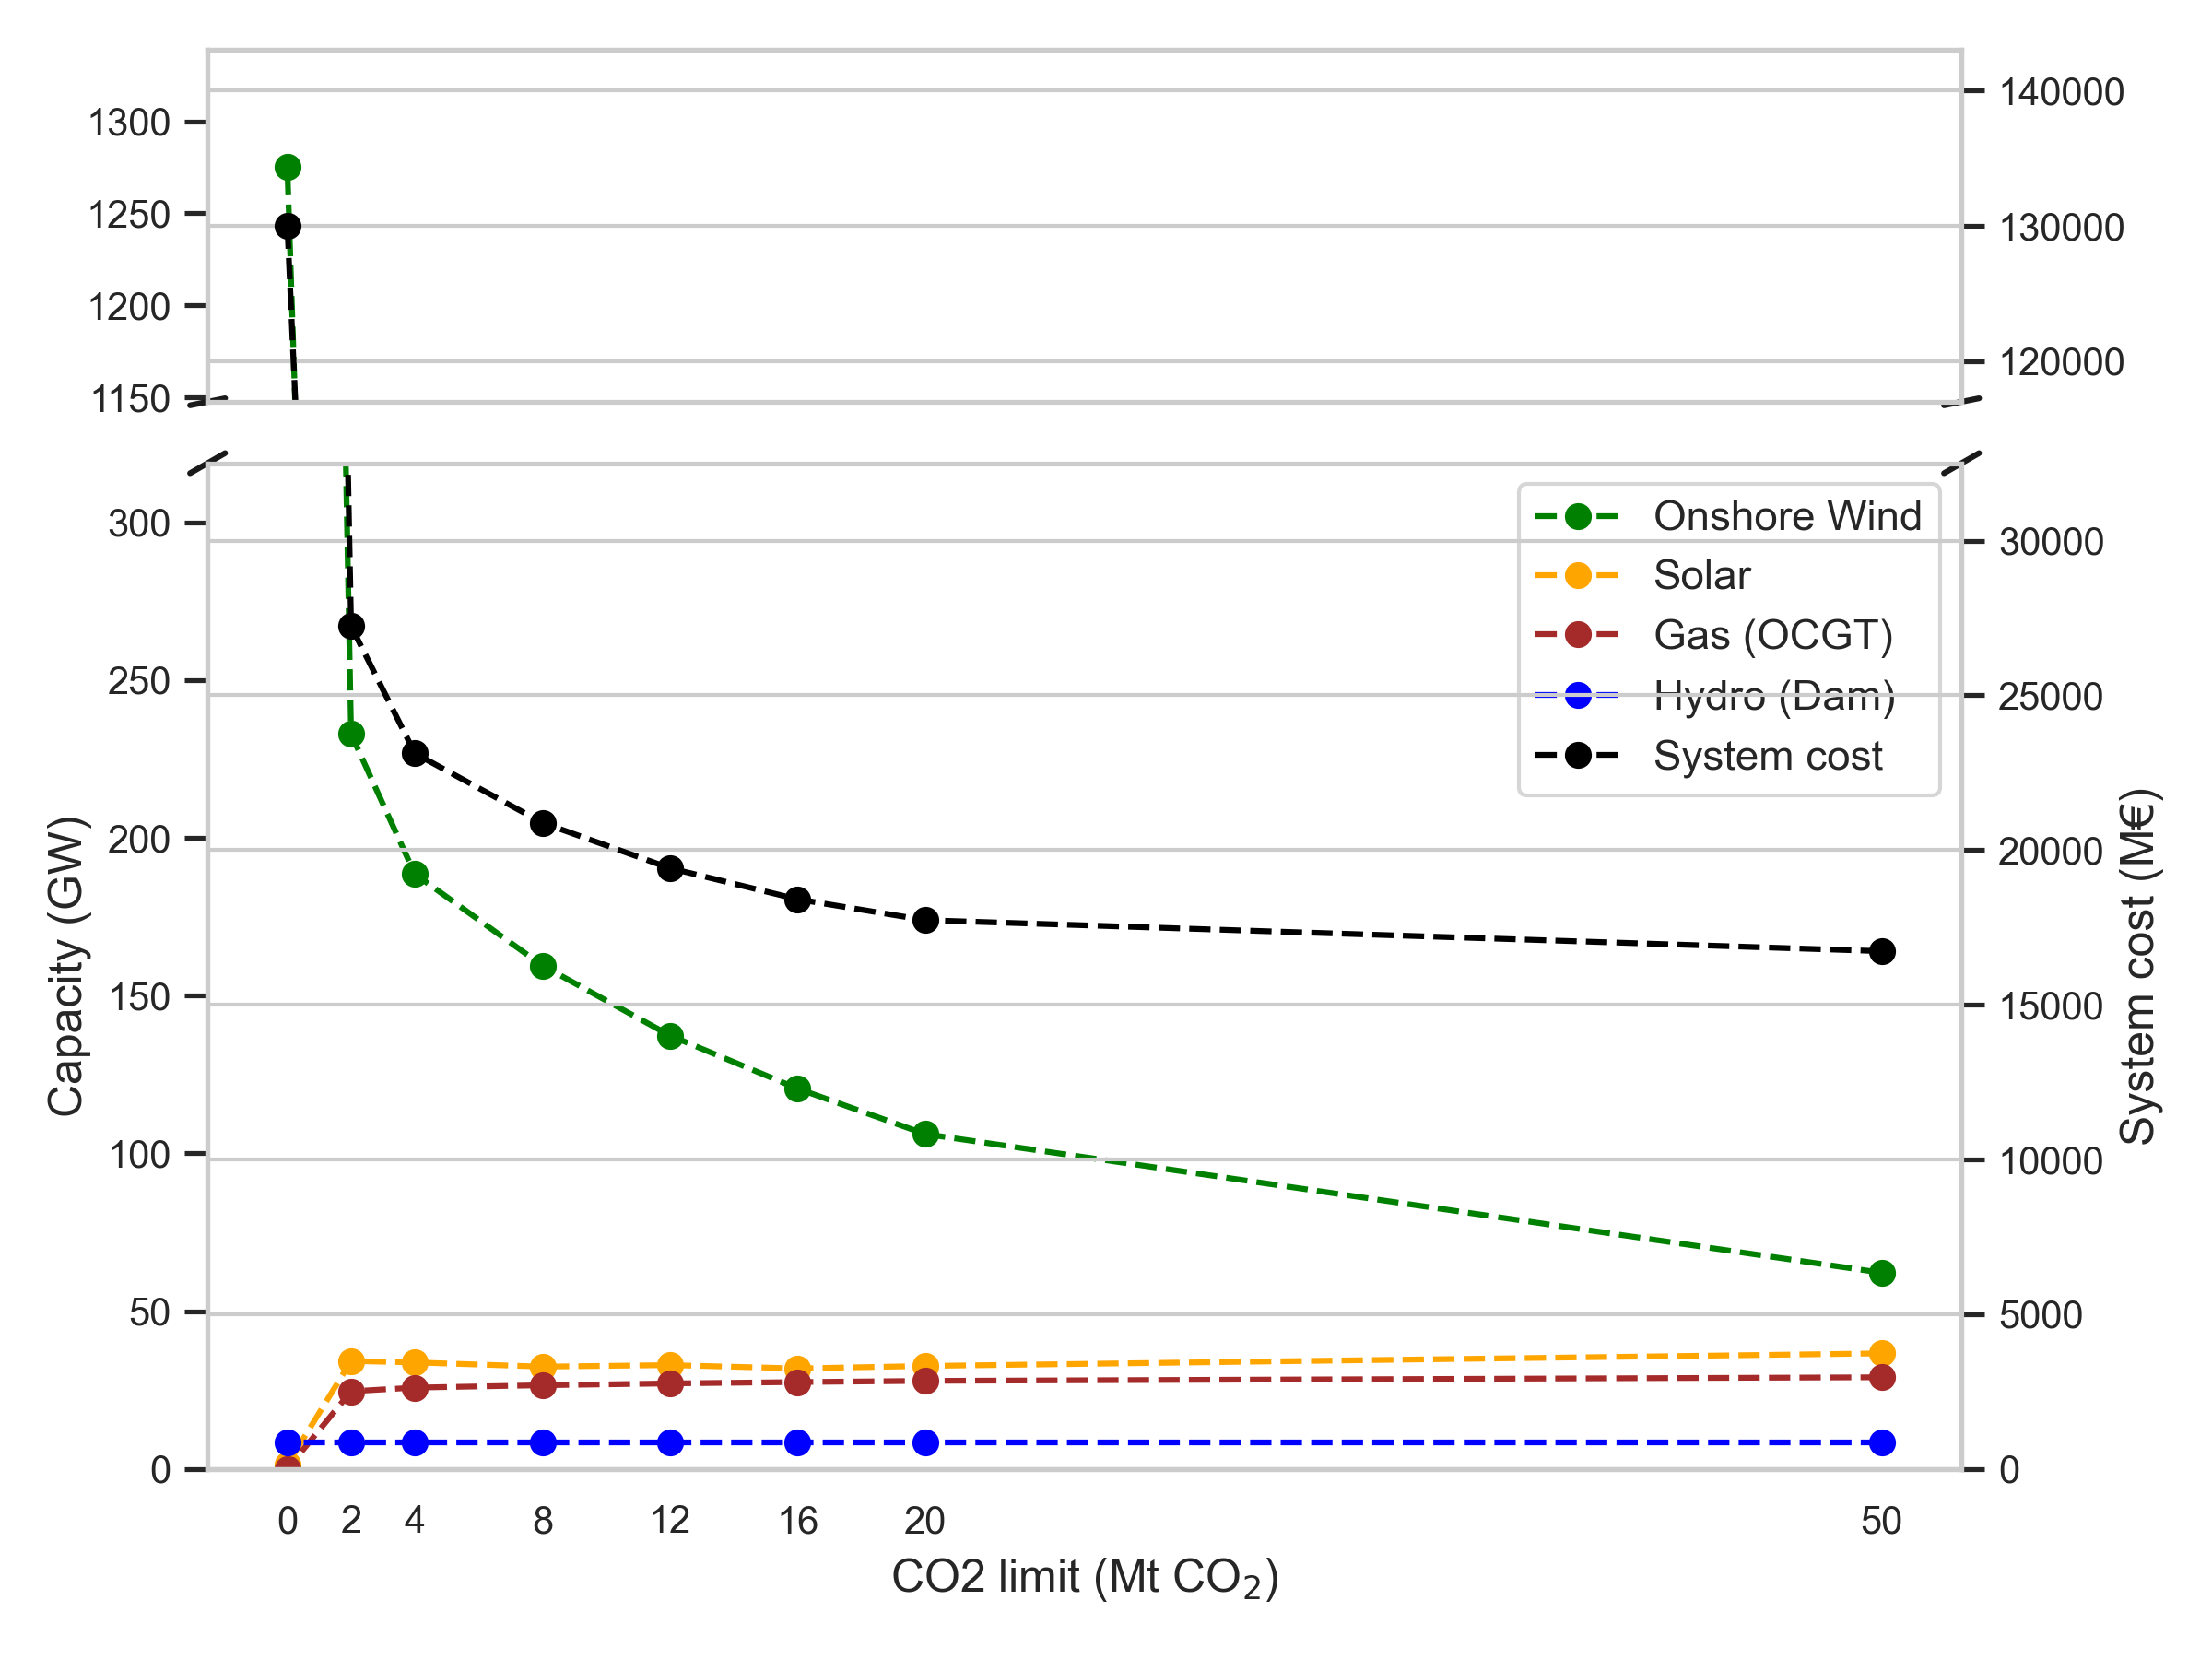 1300
1250
1200
1150
140000
130000
120000
300
250
200
150
100
50
0
Capacity (GW)
Onshore Wind
Solar
Gas (OCGT)
Hydro (Dam)
System cost
30000
25000
20000
15000
10000
5000
0
System cost (M€)
0 2 4 8 12 16 20 50
CO2 limit (Mt CO₂)